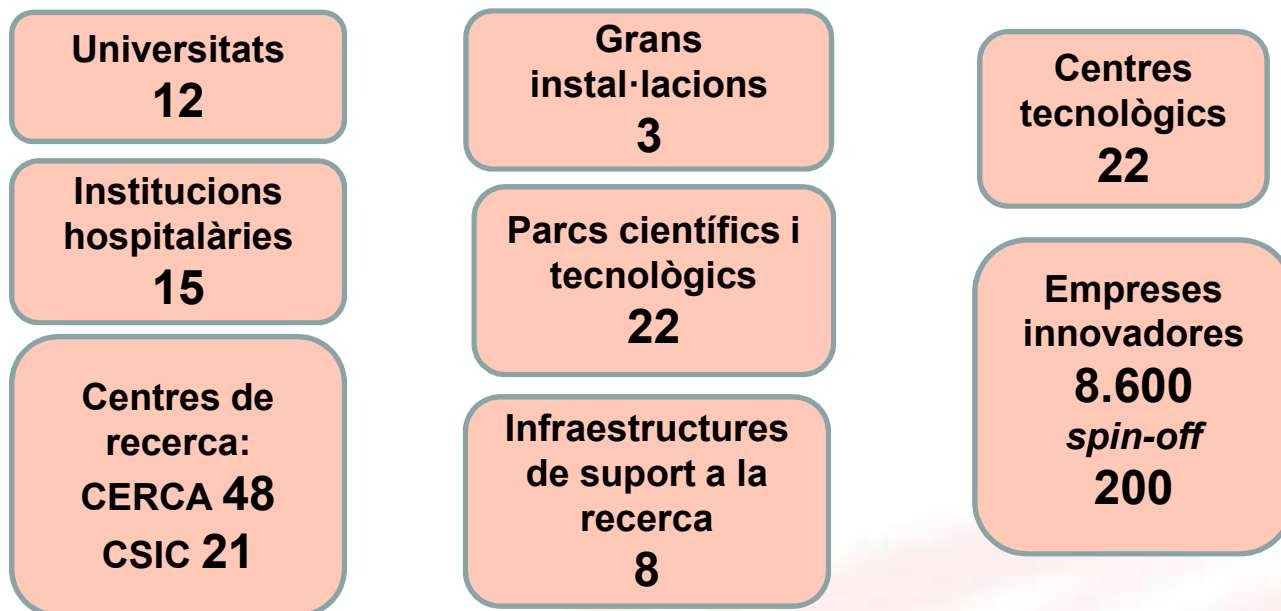 Universitats
12
Institucions
hospitalàries
15
Centres de
recerca:
CERCA 48
CSIC 21
Grans
instal·lacions
3
Parcs científics i
tecnològics
22
Infraestructures
de suport a la
recerca
8
Centres
tecnològics
22
Empreses
innovadores
8.600
spin-off
200